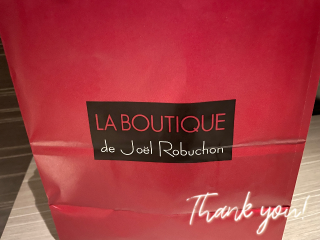 LA BOUTIQUE
de Joël Robuchon
Thank you!